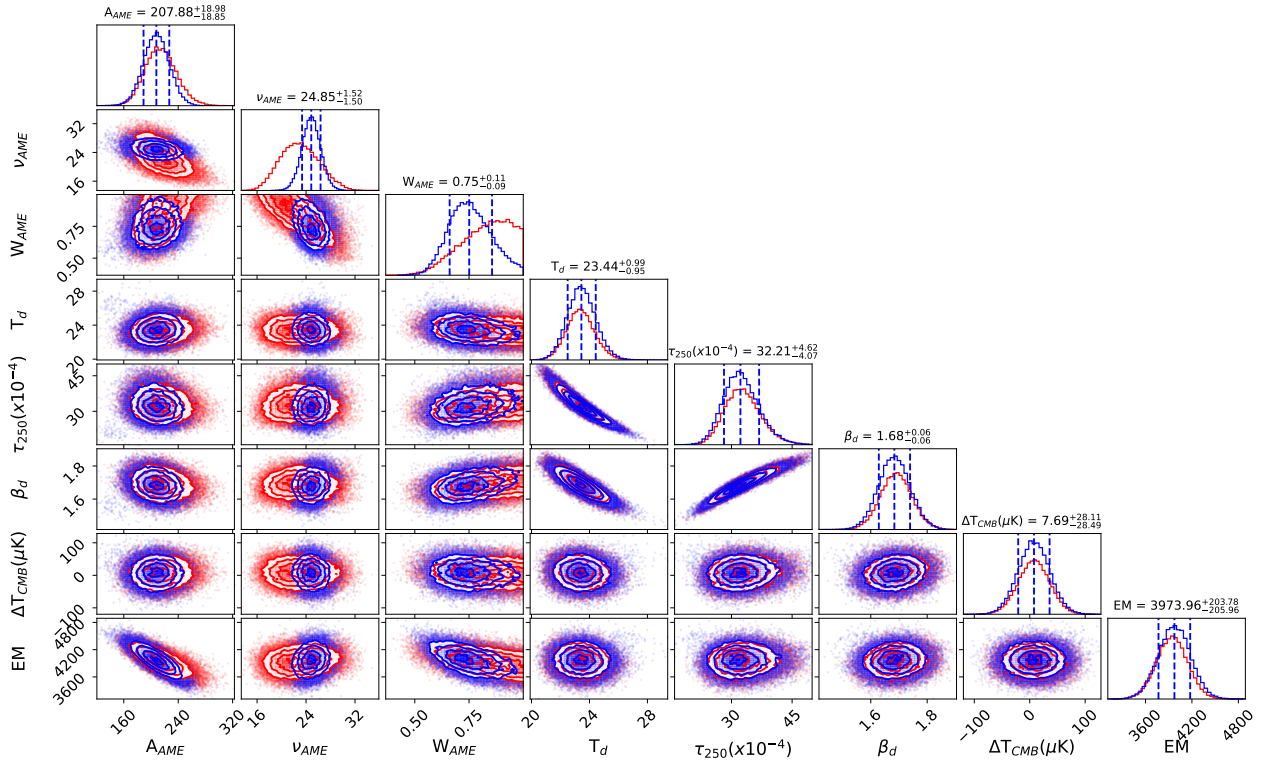 A_AME = 207.88^{+18.98}_{−18.85}
ν_AME = 24.85^{+1.52}_{−1.50}
W_AME = 0.75^{+0.11}_{−0.09}
T_d = 23.44^{+0.99}_{−0.95}
τ_250(x10^{−4}) = 32.21^{+4.62}_{−4.07}
β_d = 1.68^{+0.06}_{−0.06}
ΔT_CMB(μK) = 7.69^{+28.11}_{−28.49}
EM = 3973.96^{+203.78}_{−205.96}
ν_AME
32
24
16
W_AME
0.75
0.50
T_d
28
24
20
τ_250(x10^{−4})
45
30
β_d
1.8
1.6
ΔT_CMB(μK)
100
0
−100
EM
4800
4200
3600
160 240 320
A_AME
16 24 32
ν_AME
0.50 0.75
W_AME
20 24 28
T_d
30 45
τ_250(x10^{−4})
1.6 1.8
β_d
−100 0 100
ΔT_CMB(μK)
3600 4200 4800
EM